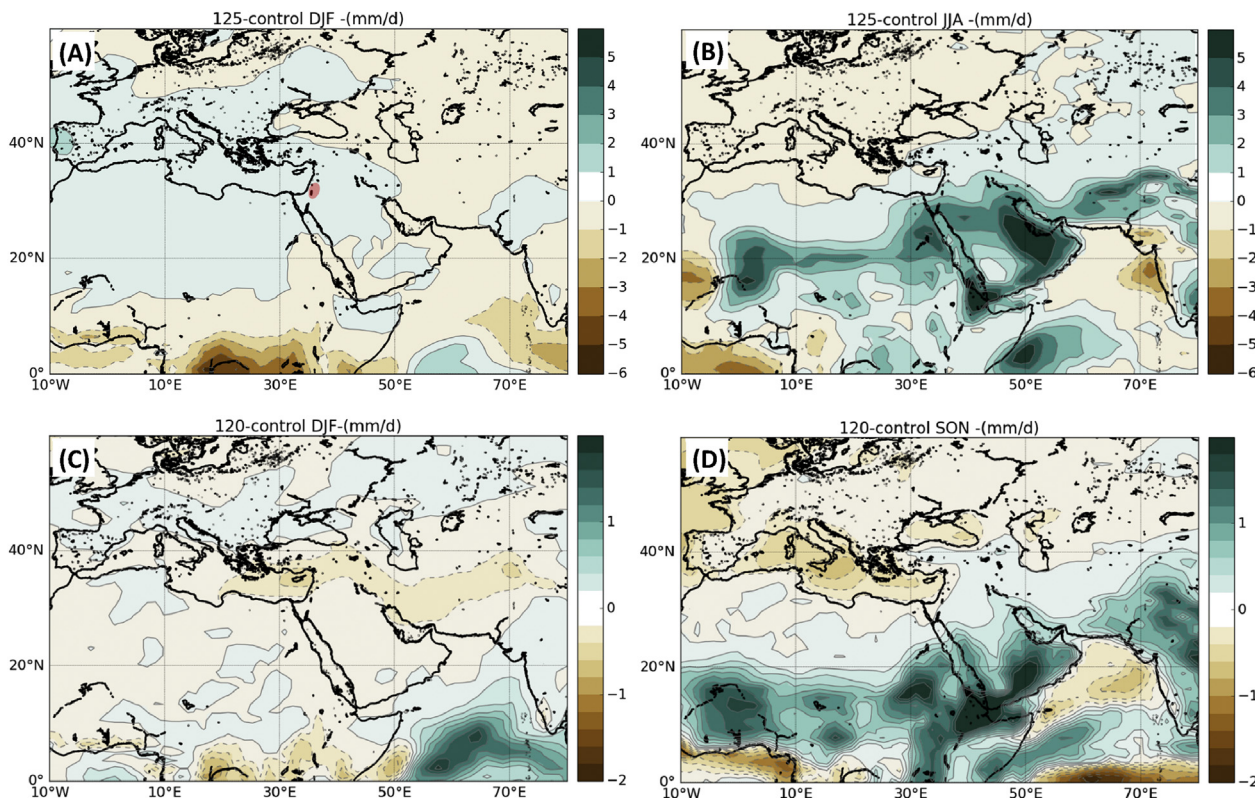 125-control DJF -(mm/d)
(A)
40°N
20°N
0°
10°W 10°E 30°E 50°E 70°E
5
4
3
2
1
0
−1
−2
−3
−4
−5
−6
125-control JJA -(mm/d)
(B)
40°N
20°N
0°
10°W 10°E 30°E 50°E 70°E
5
4
3
2
1
0
−1
−2
−3
−4
−5
−6
120-control DJF-(mm/d)
(C)
40°N
20°N
0°
10°W 10°E 30°E 50°E 70°E
1
0
−1
−2
120-control SON -(mm/d)
(D)
40°N
20°N
0°
10°W 10°E 30°E 50°E 70°E
1
0
−1
−2